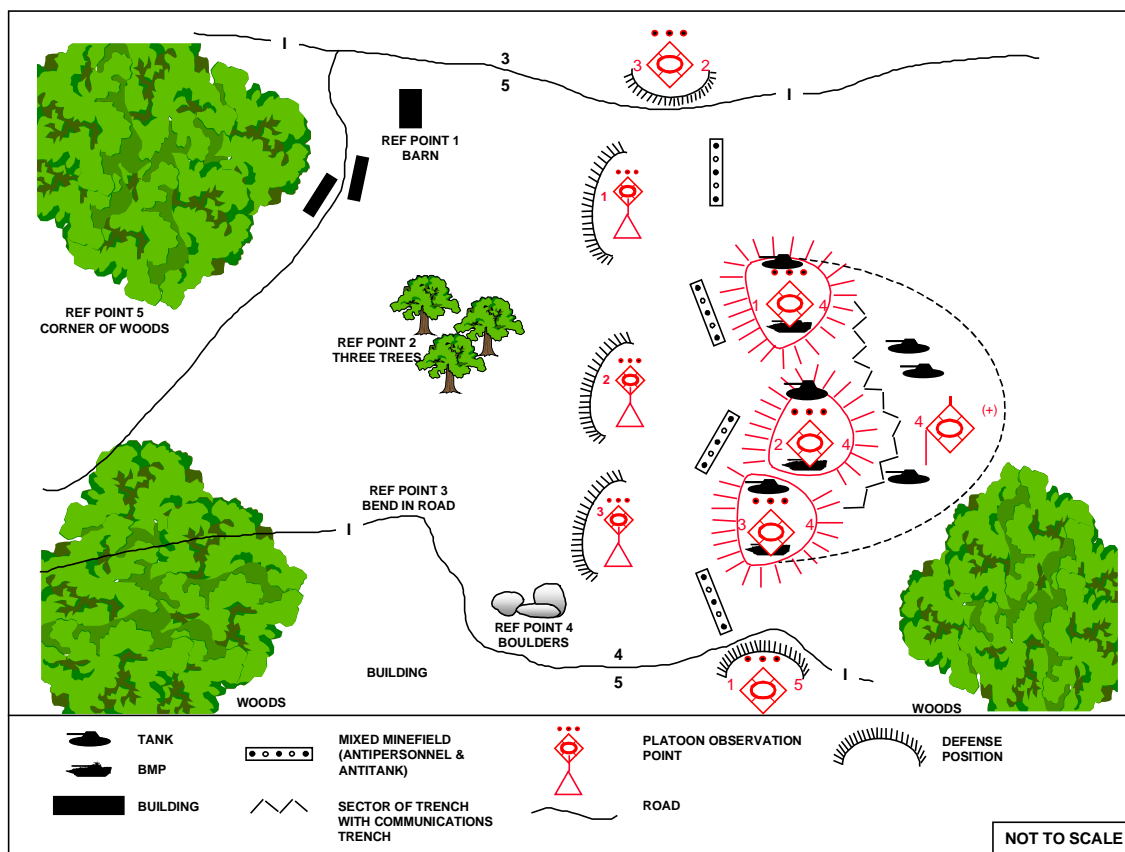 I
3
5
3
2
I
REF POINT 1
BARN
1
1
4
REF POINT 5
CORNER OF WOODS
REF POINT 2
THREE TREES
2
2
4
4
(+)
REF POINT 3
BEND IN ROAD
I
3
3
4
REF POINT 4
BOULDERS
4
5
1
5
I
BUILDING
WOODS
WOODS
TANK
BMP
BUILDING
MIXED MINEFIELD
(ANTIPERSONNEL &
ANTITANK)
SECTOR OF TRENCH
WITH COMMUNICATIONS
TRENCH
PLATOON OBSERVATION
POINT
ROAD
DEFENSE
POSITION
NOT TO SCALE